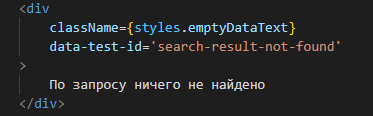 <div
className={styles.emptyDataText}
data-test-id='search-result-not-found'
>
По запросу ничего не найдено
</div>